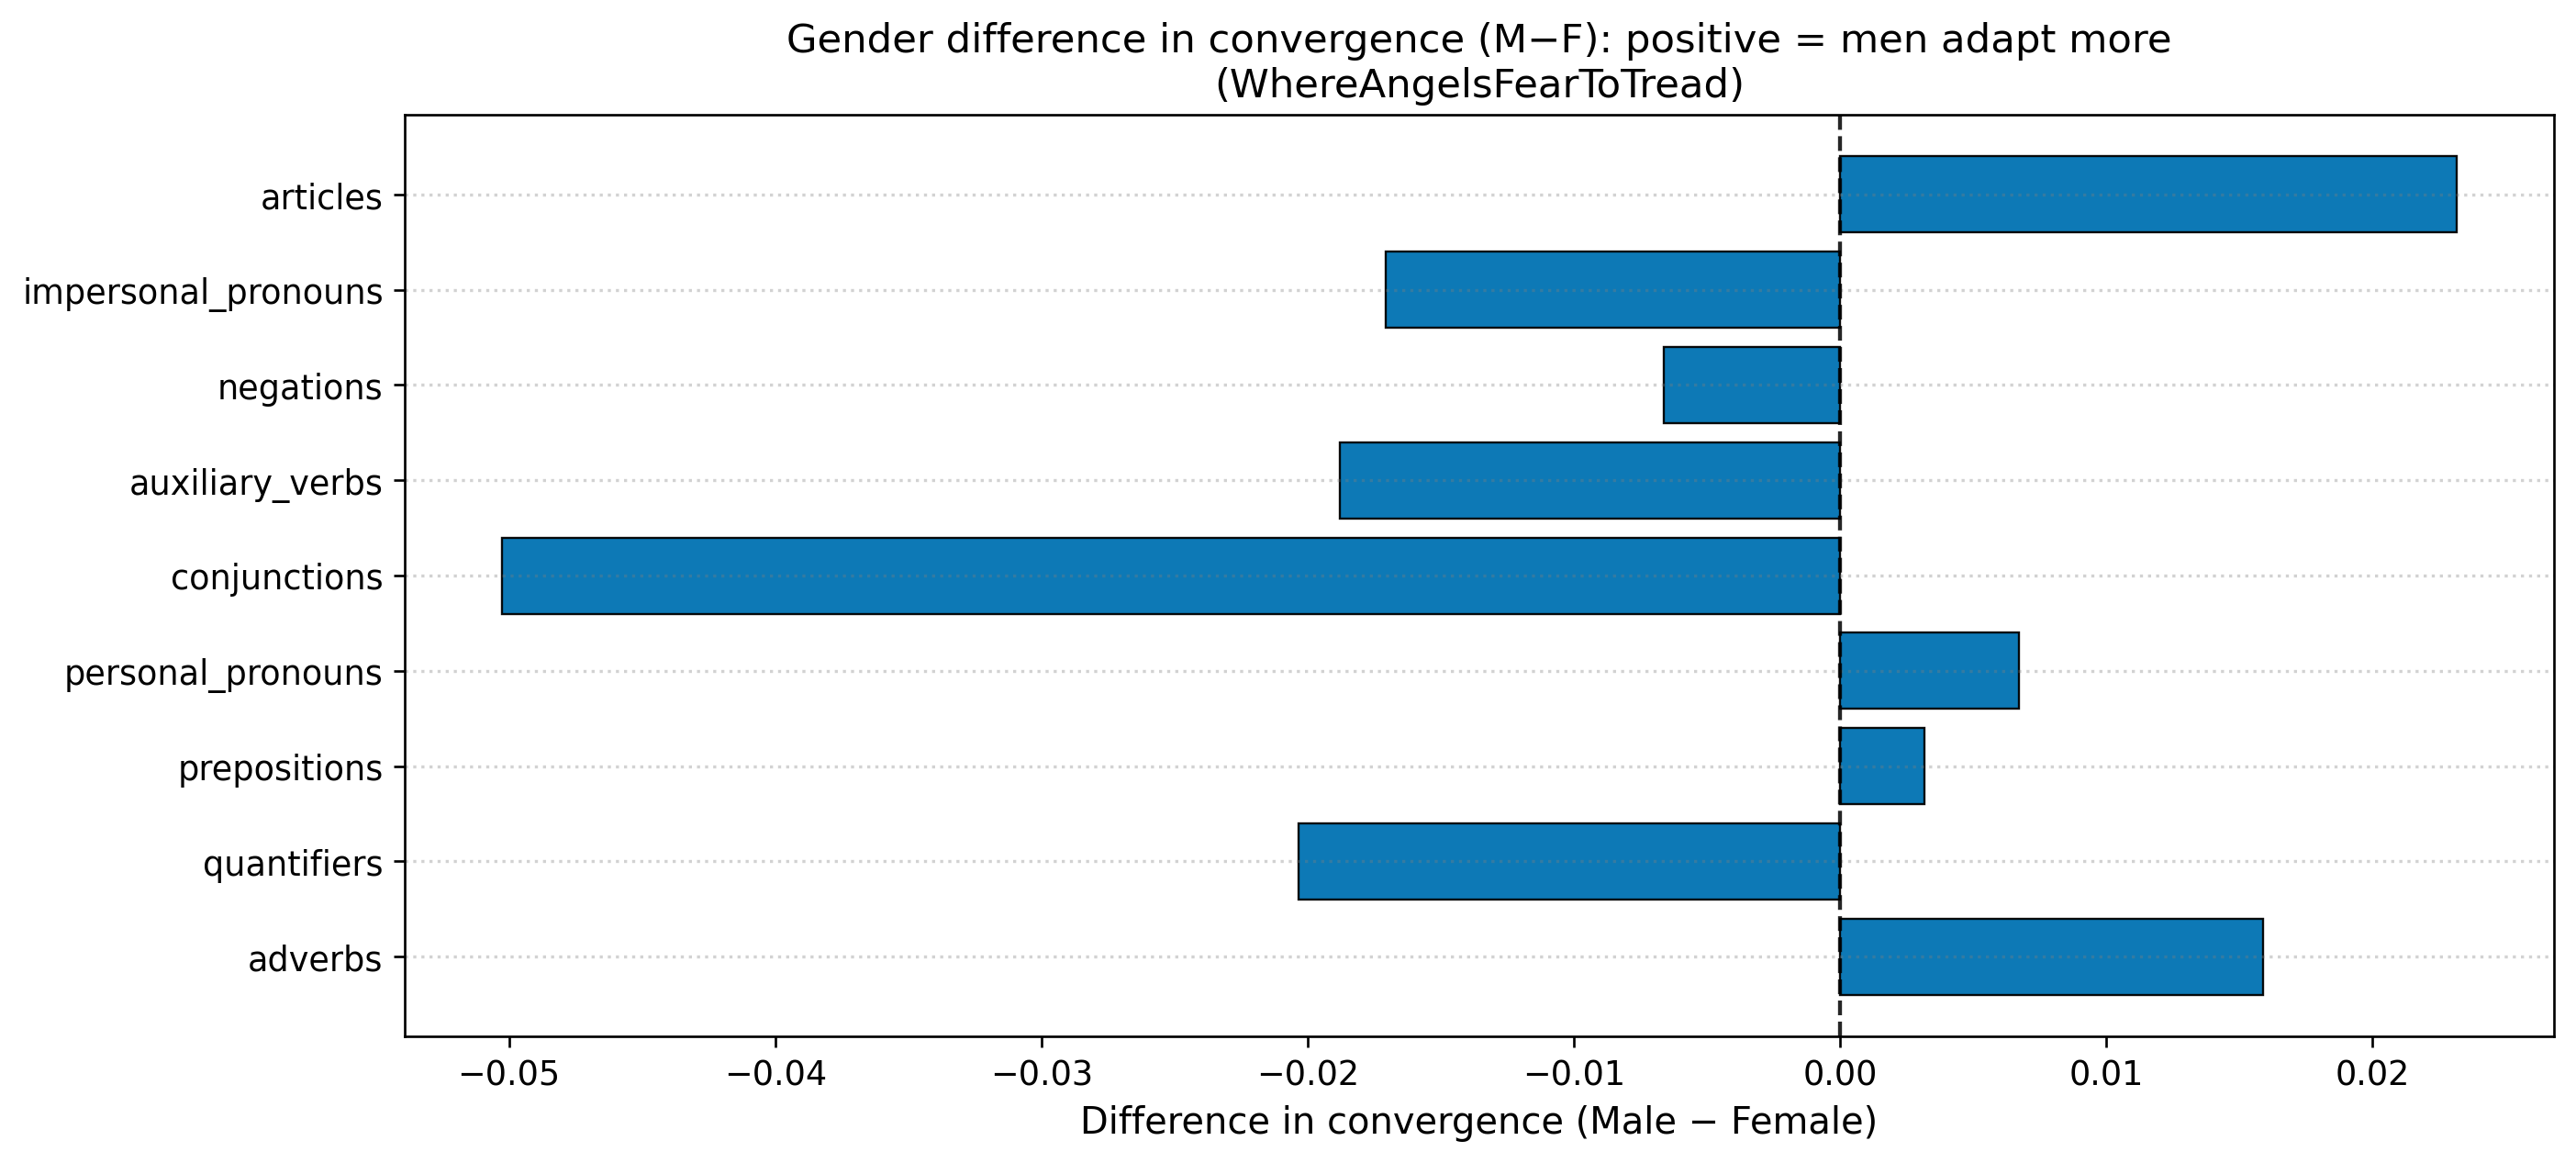 Gender difference in convergence (M−F): positive = men adapt more
(WhereAngelsFearToTread)
articles
impersonal_pronouns
negations
auxiliary_verbs
conjunctions
personal_pronouns
prepositions
quantifiers
adverbs
−0.05 −0.04 −0.03 −0.02 −0.01 0.00 0.01 0.02
Difference in convergence (Male − Female)